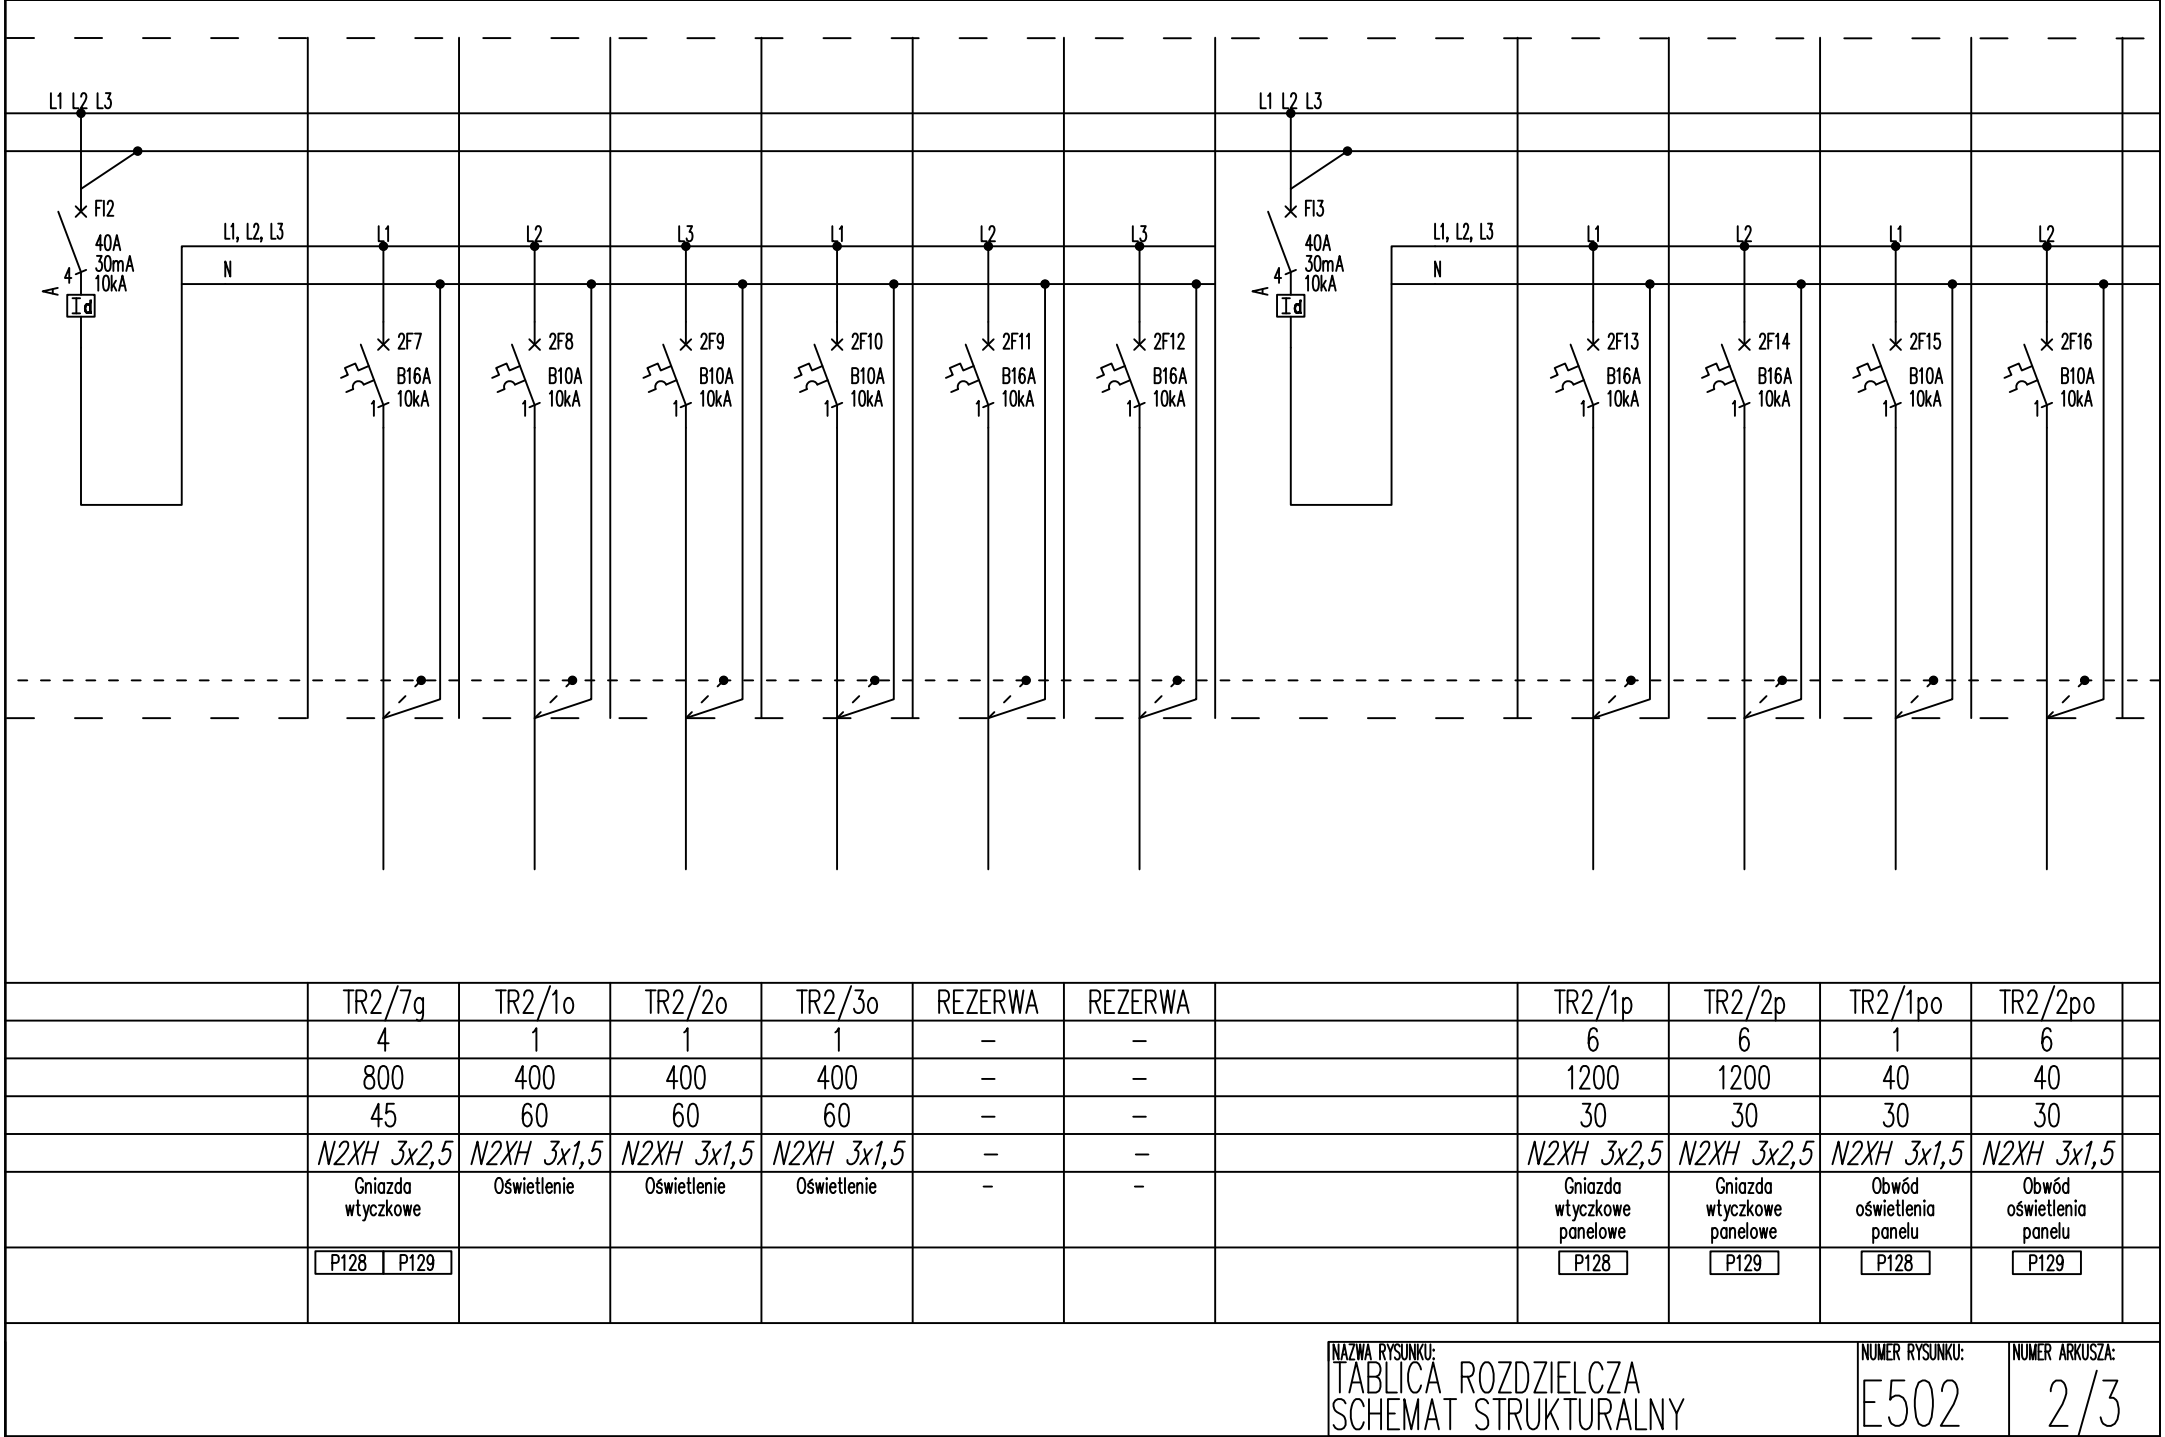 L1 L2 L3
L1 L2 L3
FI2
40A
30mA
10kA
4
A
Id
L1, L2, L3
N
L1
L2
L3
L1
L2
L3
FI3
40A
30mA
10kA
4
A
Id
L1, L2, L3
N
L1
L2
L1
L2
2F7
B16A
10kA
1
2F8
B10A
10kA
1
2F9
B10A
10kA
1
2F10
B10A
10kA
1
2F11
B16A
10kA
1
2F12
B16A
10kA
1
2F13
B16A
10kA
1
2F14
B16A
10kA
1
2F15
B10A
10kA
1
2F16
B10A
10kA
1
TR2/7g TR2/1o TR2/2o TR2/3o REZERWA REZERWA TR2/1p TR2/2p TR2/1po TR2/2po
4 1 1 1 - - 6 6 1 6
800 400 400 400 - - 1200 1200 40 40
45 60 60 60 - - 30 30 30 30
N2XH 3x2,5 N2XH 3x1,5 N2XH 3x1,5 N2XH 3x1,5 - - N2XH 3x2,5 N2XH 3x2,5 N2XH 3x1,5 N2XH 3x1,5
Gniazda Oświetlenie Oświetlenie Oświetlenie - - Gniazda Gniazda Obwód Obwód
wtyczkowe wtyczkowe wtyczkowe oświetlenia oświetlenia
panelowe panelowe panelu panelu
P128 P129 P128 P129 P128 P129
NAZWA RYSUNKU:
TABLICA ROZDZIELCZA
SCHEMAT STRUKTURALNY
NUMER RYSUNKU:
E502
NUMER ARKUSZA:
2/3